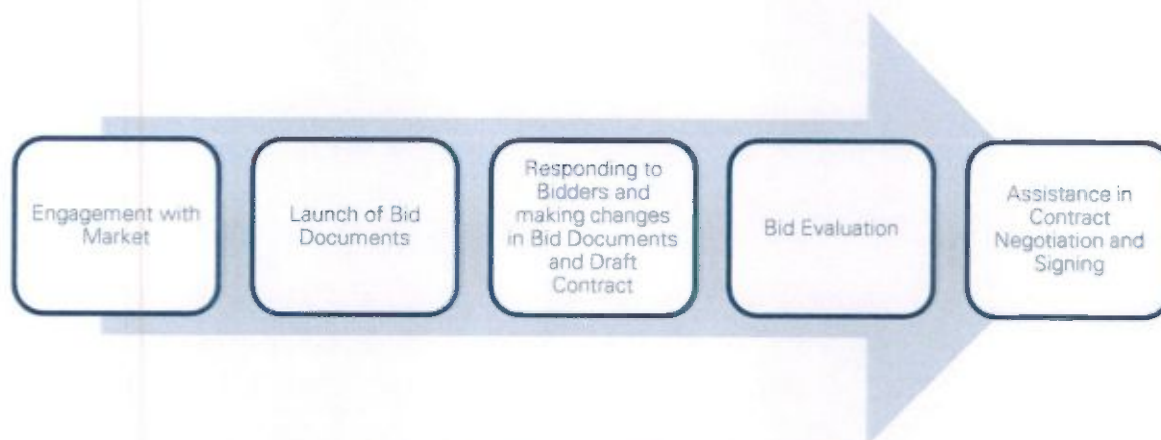 Engagement with
Market
Launch of Bid
Documents
Responding to
Bidders and
making changes
in Bid Documents
and Draft
Contract
Bid Evaluation
Assistance in
Contract
Negotiation and
Signing